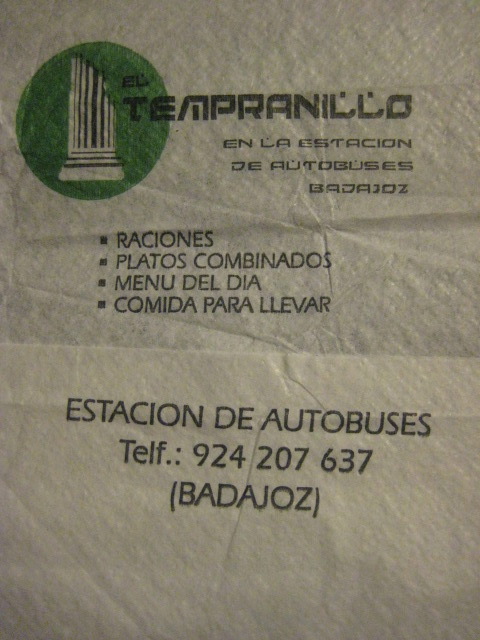 EL
TEMPRANILLO
EN LA ESTACION
DE AUTOBUSES
BADAJOZ
▪ RACIONES
▪ PLATOS COMBINADOS
▪ MENU DEL DIA
▪ COMIDA PARA LLEVAR
ESTACION DE AUTOBUSES
Telf.: 924 207 637
(BADAJOZ)